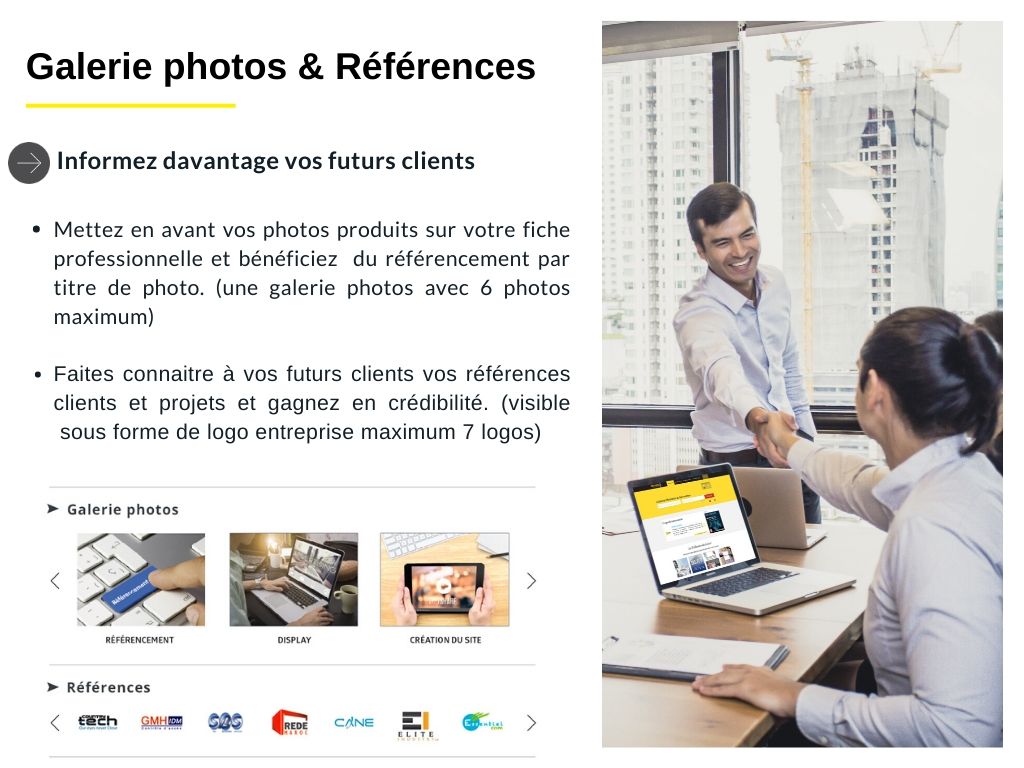 Galerie photos & Références
Informez davantage vos futurs clients
Mettez en avant vos photos produits sur votre fiche
professionnelle et bénéficiez du référencement par
titre de photo. (une galerie photos avec 6 photos
maximum)
Faites connaitre à vos futurs clients vos références
clients et projets et gagnez en crédibilité. (visible
sous forme de logo entreprise maximum 7 logos)
Galerie photos
Référencement
RÉFÉRENCEMENT
DISPLAY
CRÉATION DU SITE
Références
tech
GMH IDM
REDE
MAROC
ELITE
Essentiel
com